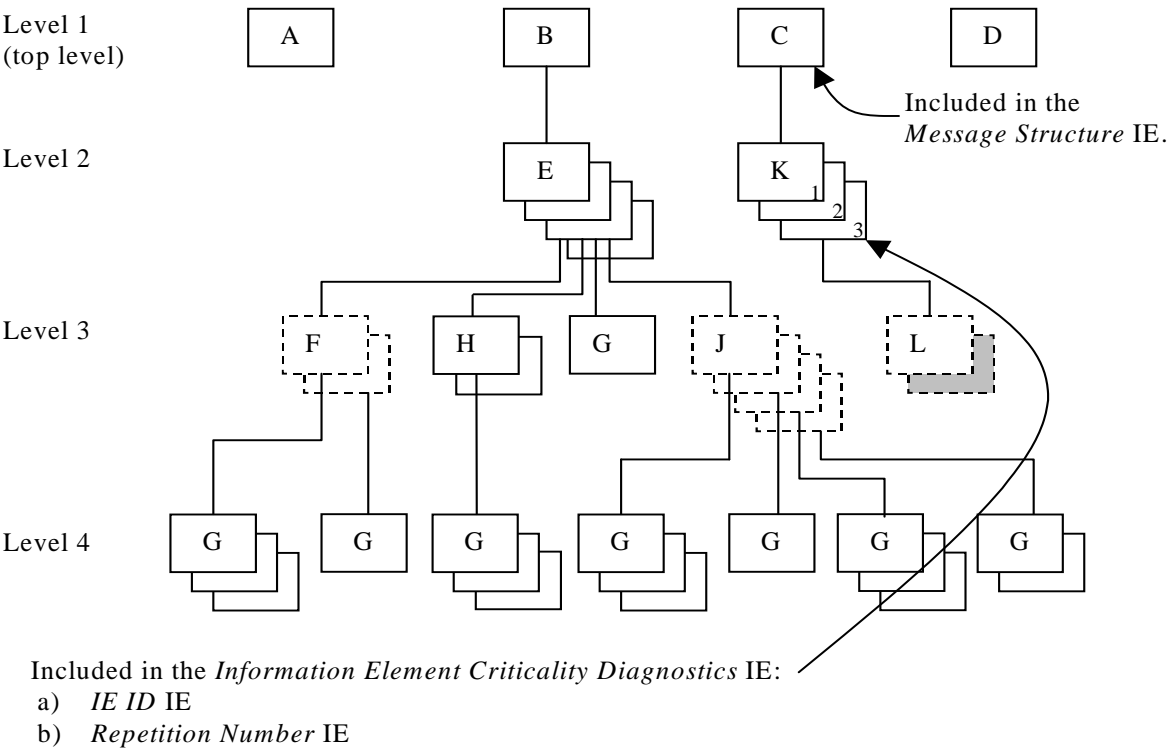 Level 1
(top level)
A
B
C
D
Included in the
Message Structure IE.
Level 2
E
K
1
2
3
Level 3
F
H
G
J
L
Level 4
G
G
G
G
G
G
G
Included in the Information Element Criticality Diagnostics IE:
a) IE ID IE
b) Repetition Number IE